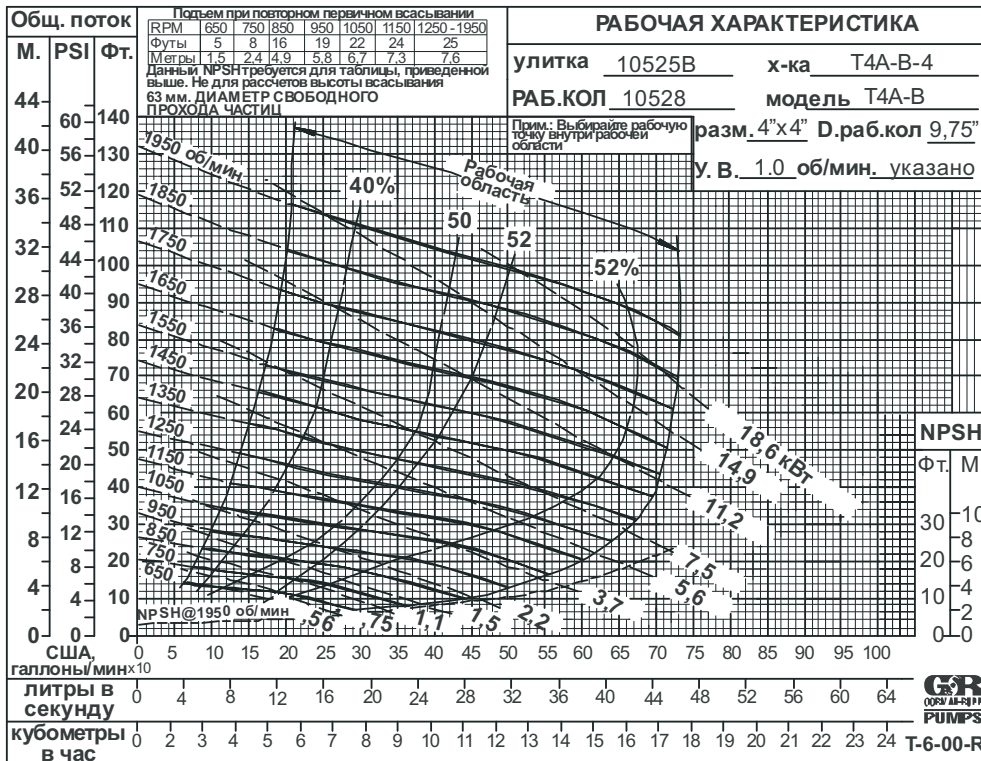 Общ. поток
М. PSI Фт.
Подъем при повторном первичном всасывании
RPM 650 750 850 950 1050 1150 1250 - 1950
Футы 5 8 16 19 22 24 25
Метры 1,5 2,4 4,9 5,8 6,7 7,3 7,6
Данный NPSH требуется для таблицы, приведенной
выше. Не для рассчетов высоты всасывания
63 мм. ДИАМЕТР СВОБОДНОГО
ПРОХОДА ЧАСТИЦ
РАБОЧАЯ ХАРАКТЕРИСТИКА
улитка 10525B х-ка T4A-B-4
РАБ.КОЛ 10528 модель T4A-B
Прим.: Выбирайте рабочую
точку внутри рабочей
области
разм. 4"x4" D.раб.кол 9,75"
У. В. 1.0 об/мин. указано
44
40
36
32
28
24
20
16
12
8
4
0
60
56
52
48
44
40
36
32
28
24
20
16
12
8
4
0
140
130
120
110
100
90
80
70
60
50
40
30
20
10
0
1950 об/мин.
1850
1750
1650
1550
1450
1350
1250
1150
1050
950
850
750
650
Рабочая
область
40%
50
52
52%
18,6 кВт
14,9
11,2
7,5
5,6
3,7
2,2
1,5
1,1
,75
,56
NPSH@1950 об/мин
NPSH
Фт. М
30
20
10
0
10
8
6
4
2
0
США,
галлоны/мин x10
0 5 10 15 20 25 30 35 40 45 50 55 60 65 70 75 80 85 90 95 100
литры в
секунду
0 4 8 12 16 20 24 28 32 36 40 44 48 52 56 60 64
кубометры
в час
0 2 3 4 5 6 7 8 9 10 11 12 13 14 15 16 17 18 19 20 21 22 23 24
GR
PUMPS
T-6-00-R